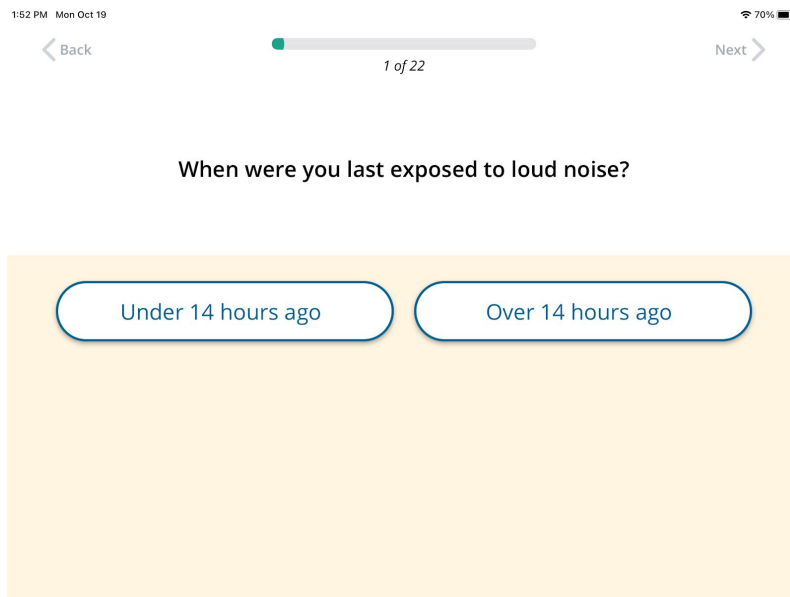 1:52 PM Mon Oct 19
70%
Back
Next
1 of 22
When were you last exposed to loud noise?
Under 14 hours ago
Over 14 hours ago